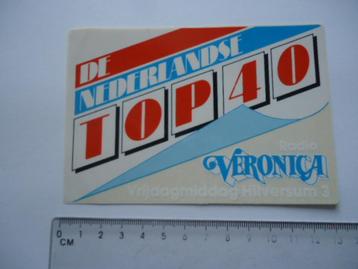 DE
NEDERLANDSE
TOP 40
Radio
VERONICA
Vrijdagmiddag Hilversum 3
0 1 2 3 4 5 6 7 8 9 10 11 12 13
CM